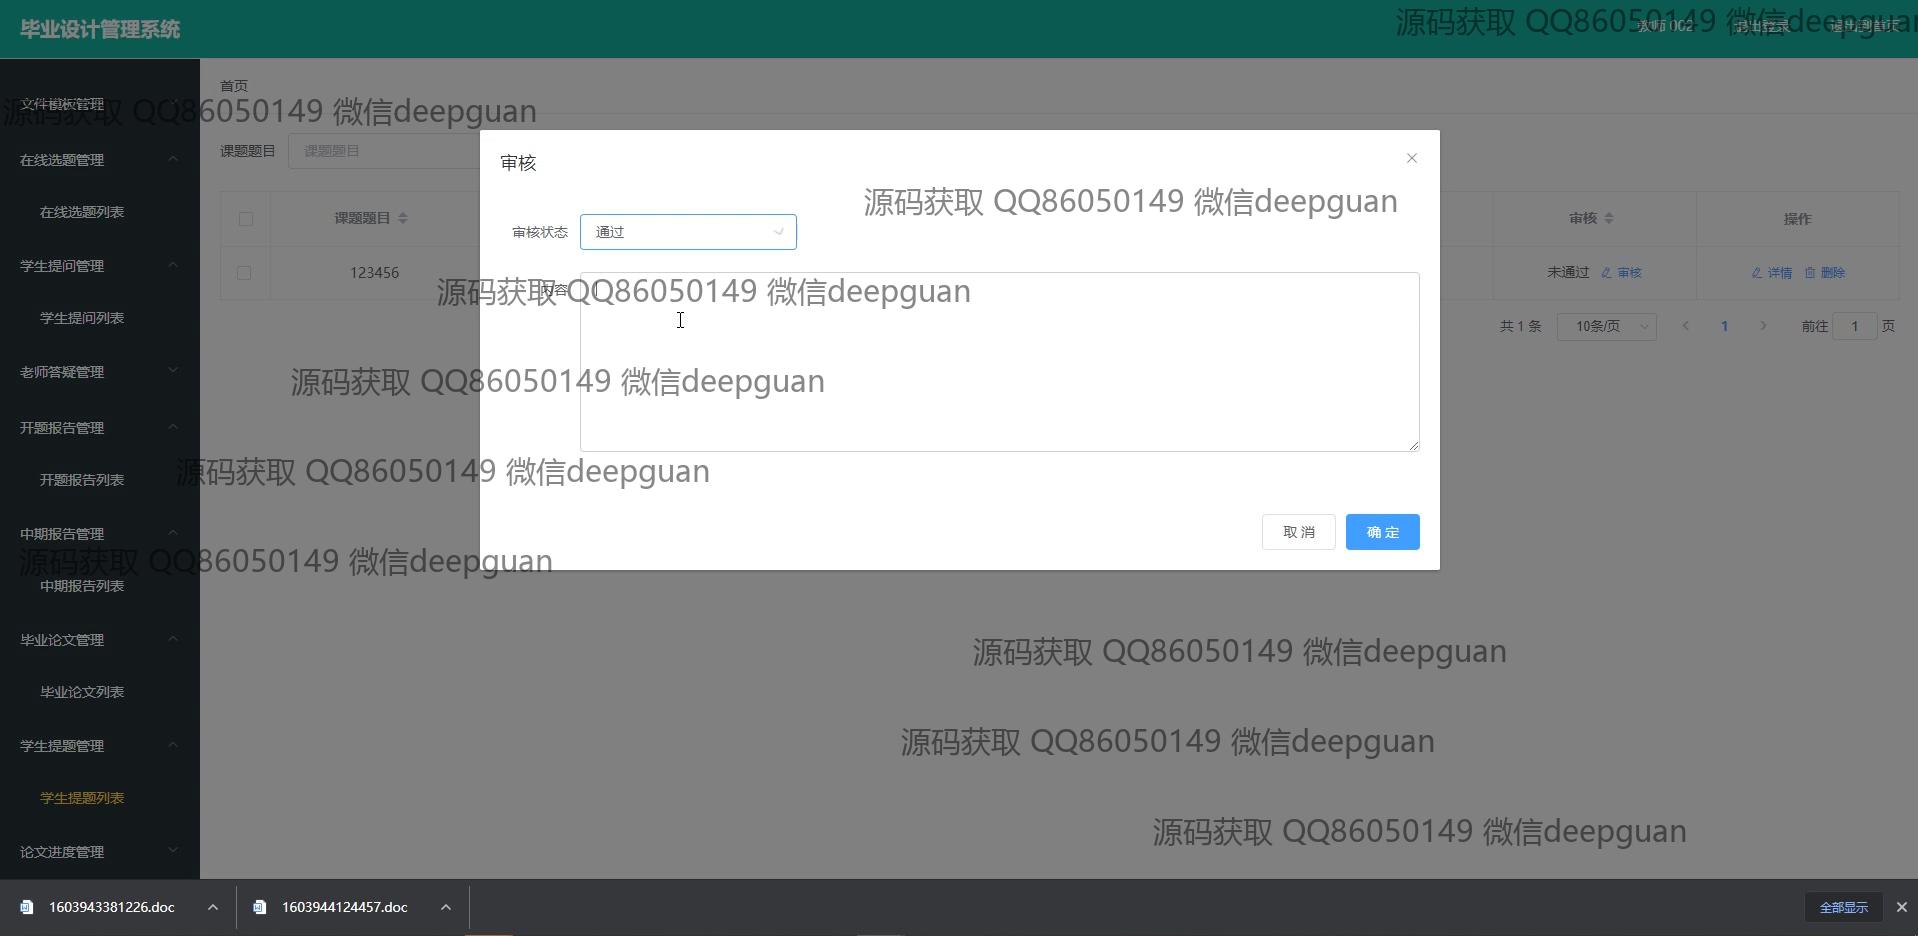 毕业设计管理系统
源码获取 QQ86050149 微信deepguan
教师 002 退出登录 退出到首页
首页
文件模板管理
源码获取 QQ86050149 微信deepguan
课题题目 课题题目
审核
在线选题管理
在线选题列表
源码获取 QQ86050149 微信deepguan
课题题目
审核 操作
审核状态 通过
学生提问管理
123456
未通过 审核 详情 删除
源码获取 QQ86050149 微信deepguan
内容
学生提问列表
共 1 条 10条/页 1 前往 1 页
老师答疑管理
源码获取 QQ86050149 微信deepguan
开题报告管理
开题报告列表
源码获取 QQ86050149 微信deepguan
中期报告管理
取 消 确 定
源码获取 QQ86050149 微信deepguan
中期报告列表
毕业论文管理
源码获取 QQ86050149 微信deepguan
毕业论文列表
学生提题管理
源码获取 QQ86050149 微信deepguan
学生提题列表
源码获取 QQ86050149 微信deepguan
论文进度管理
1603943381226.doc 1603944124457.doc 全部显示